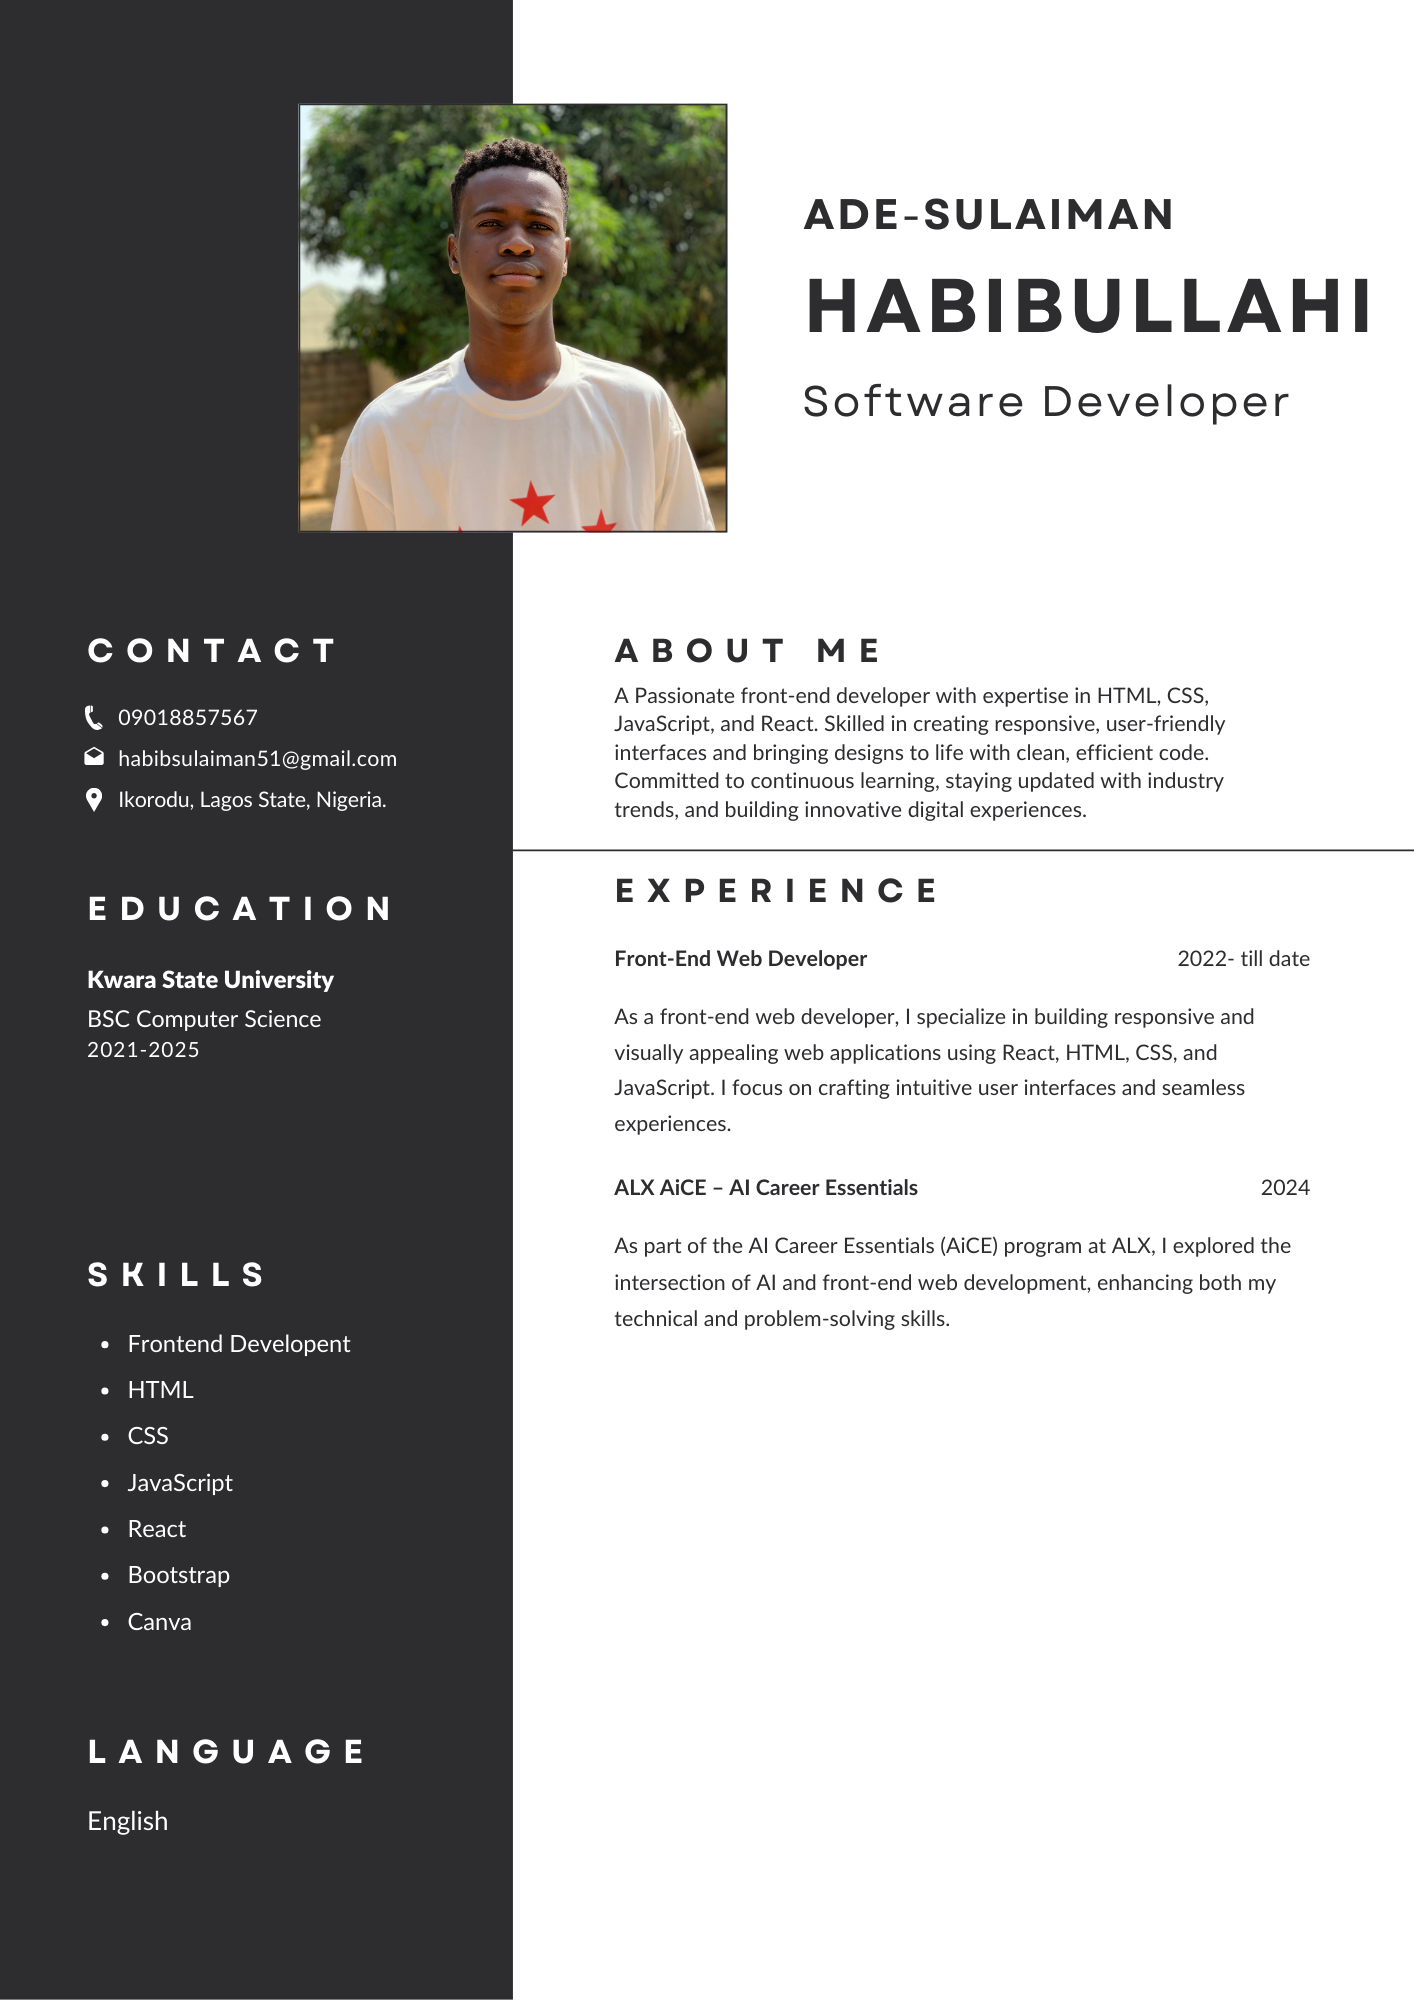 ADE-SULAIMAN
HABIBULLAHI
Software Developer
CONTACT
09018857567
habibsulaiman51@gmail.com
Ikorodu, Lagos State, Nigeria.
EDUCATION
Kwara State University
BSC Computer Science
2021-2025
SKILLS
• Frontend Developent
• HTML
• CSS
• JavaScript
• React
• Bootstrap
• Canva
LANGUAGE
English
ABOUT ME
A Passionate front-end developer with expertise in HTML, CSS,
JavaScript, and React. Skilled in creating responsive, user-friendly
interfaces and bringing designs to life with clean, efficient code.
Committed to continuous learning, staying updated with industry
trends, and building innovative digital experiences.
EXPERIENCE
Front-End Web Developer 2022- till date
As a front-end web developer, I specialize in building responsive and
visually appealing web applications using React, HTML, CSS, and
JavaScript. I focus on crafting intuitive user interfaces and seamless
experiences.
ALX AiCE – AI Career Essentials 2024
As part of the AI Career Essentials (AiCE) program at ALX, I explored the
intersection of AI and front-end web development, enhancing both my
technical and problem-solving skills.